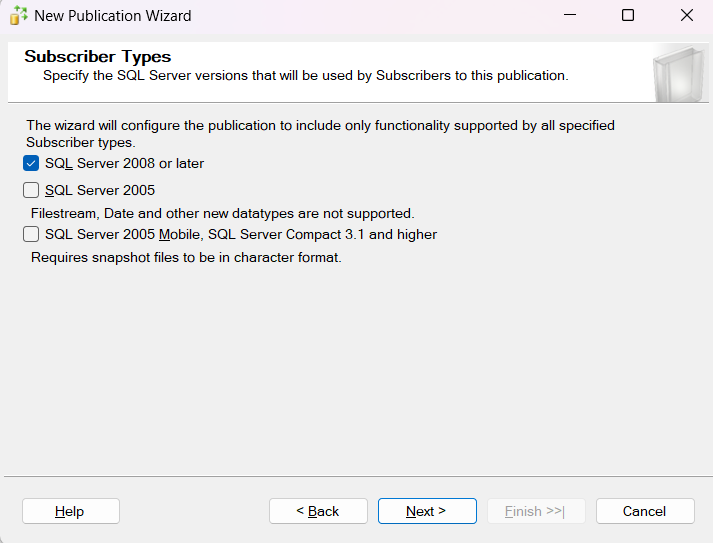 New Publication Wizard
Subscriber Types
Specify the SQL Server versions that will be used by Subscribers to this publication.
The wizard will configure the publication to include only functionality supported by all specified
Subscriber types.
SQL Server 2008 or later
SQL Server 2005
Filestream, Date and other new datatypes are not supported.
SQL Server 2005 Mobile, SQL Server Compact 3.1 and higher
Requires snapshot files to be in character format.
Help
< Back
Next >
Finish >>|
Cancel